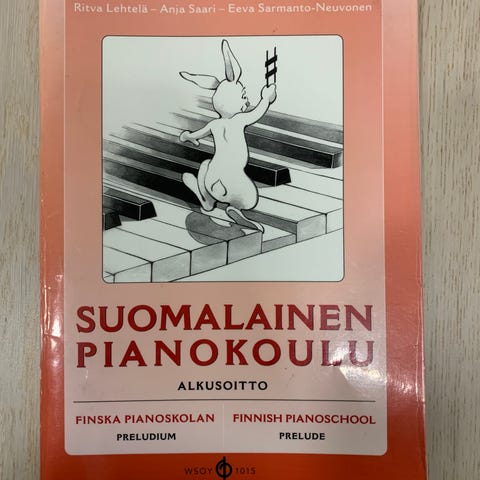 Ritva Lehtelä – Anja Saari – Eeva Sarmanto-Neuvonen
SUOMALAINEN
PIANOKOULU
ALKUSOITTO
FINSKA PIANOSKOLAN
PRELUDIUM
FINNISH PIANOSCHOOL
PRELUDE
WSOY 1015